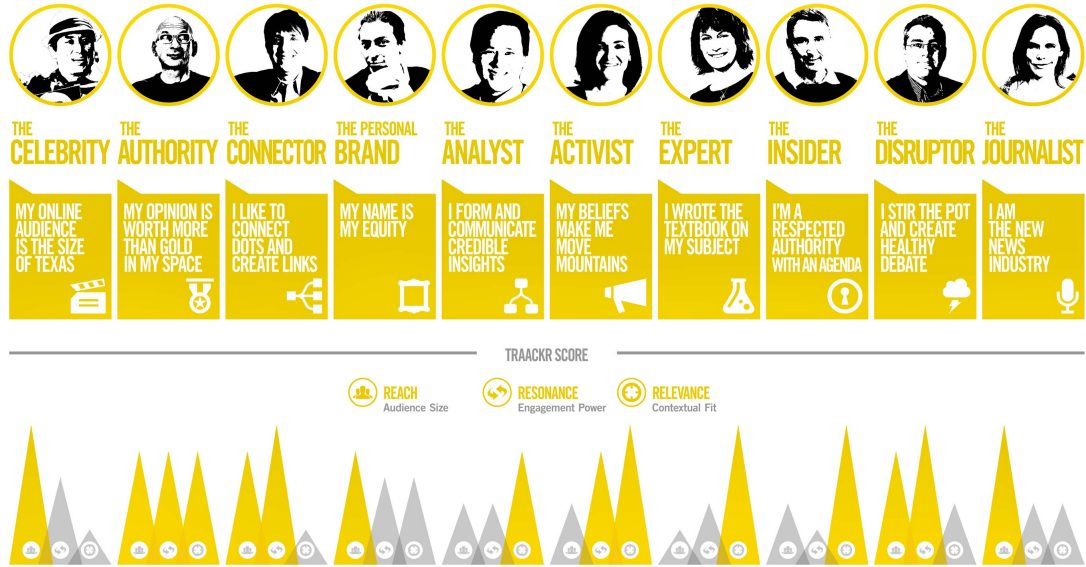 THE
CELEBRITY
THE
AUTHORITY
THE
CONNECTOR
THE PERSONAL
BRAND
THE
ANALYST
THE
ACTIVIST
THE
EXPERT
THE
INSIDER
THE
DISRUPTOR
THE
JOURNALIST
MY ONLINE
AUDIENCE
IS THE SIZE
OF TEXAS
MY OPINION IS
WORTH MORE
THAN GOLD
IN MY SPACE
I LIKE TO
CONNECT
DOTS AND
CREATE LINKS
MY NAME IS
MY EQUITY
I FORM AND
COMMUNICATE
CREDIBLE
INSIGHTS
MY BELIEFS
MAKE ME
MOVE
MOUNTAINS
I WROTE THE
TEXTBOOK ON
MY SUBJECT
I'M A
RESPECTED
AUTHORITY
WITH AN AGENDA
I STIR THE POT
AND CREATE
HEALTHY
DEBATE
I AM
THE NEW
NEWS
INDUSTRY
TRAACKR SCORE
REACH
Audience Size
RESONANCE
Engagement Power
RELEVANCE
Contextual Fit